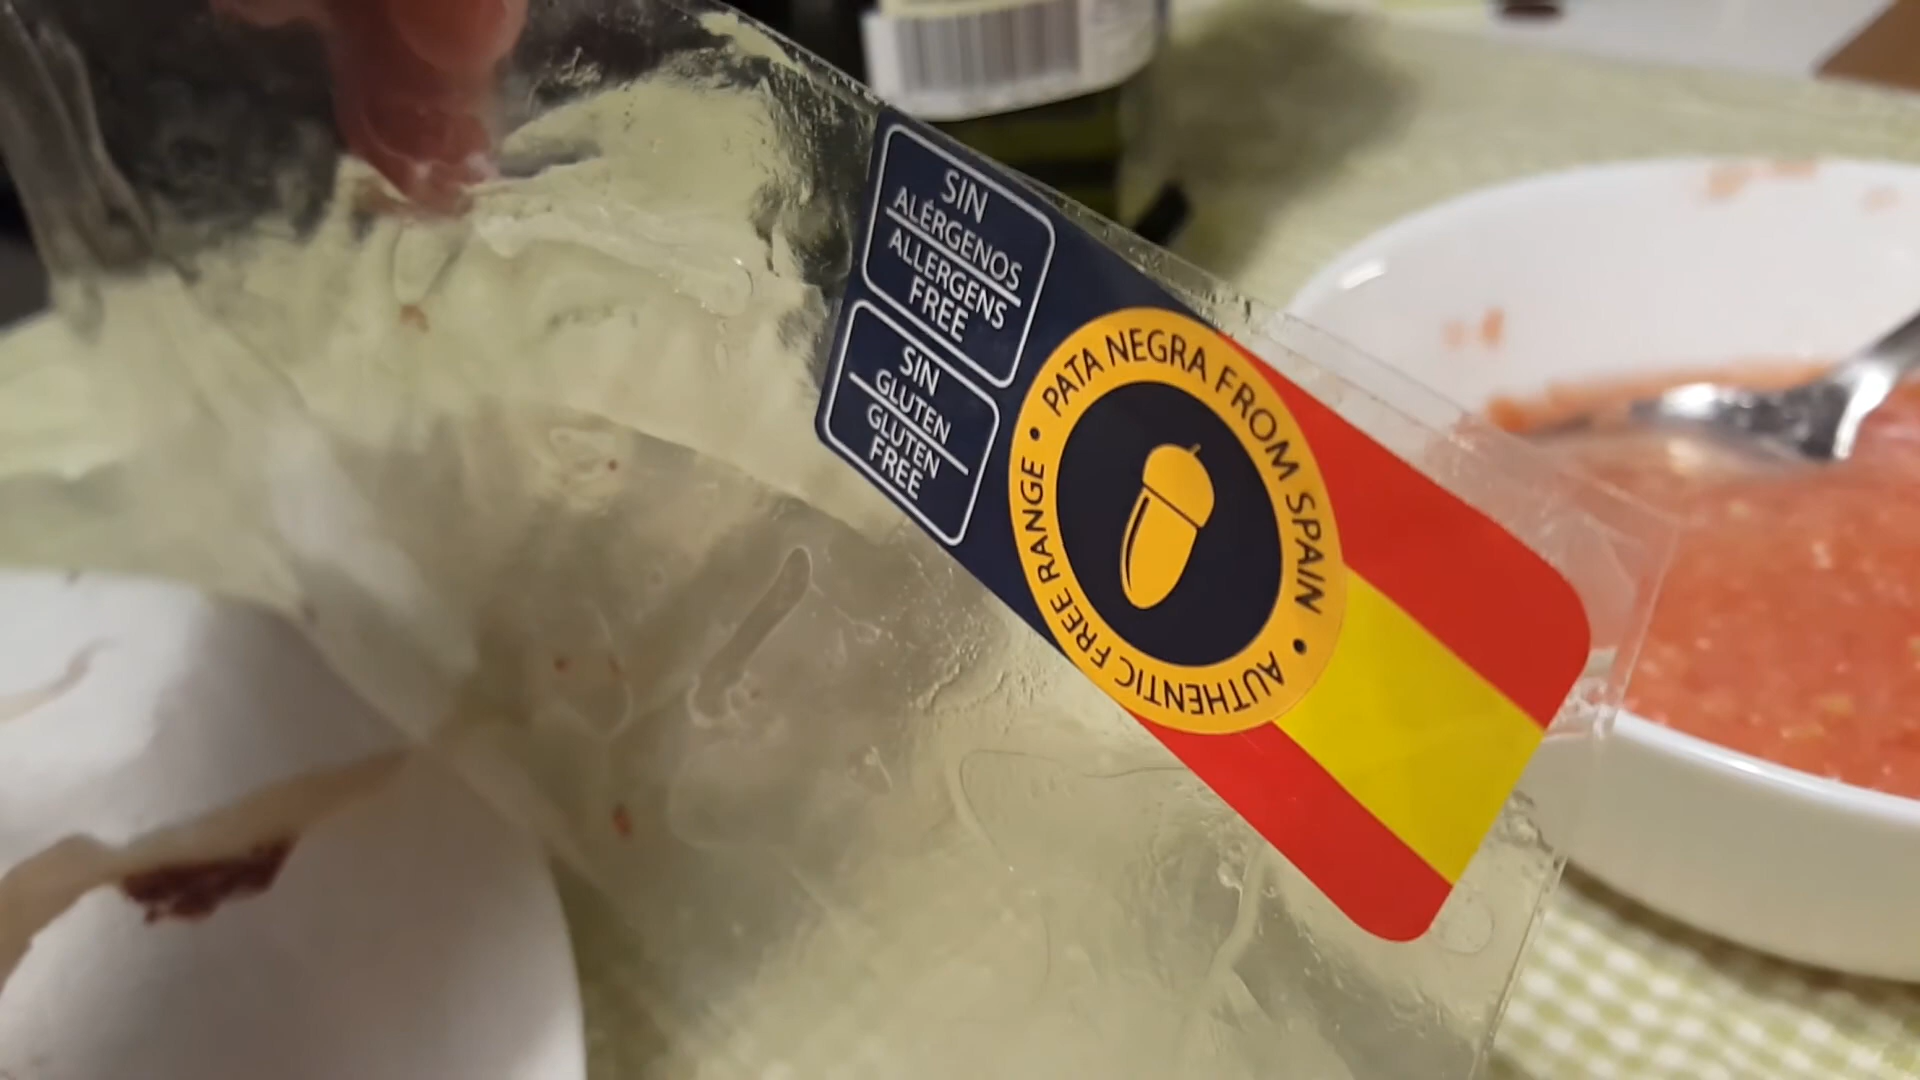 SIN
ALÉRGENOS
ALLERGENS
FREE
SIN
GLUTEN
GLUTEN
FREE
PATA NEGRA FROM SPAIN •
AUTHENTIC FREE RANGE •